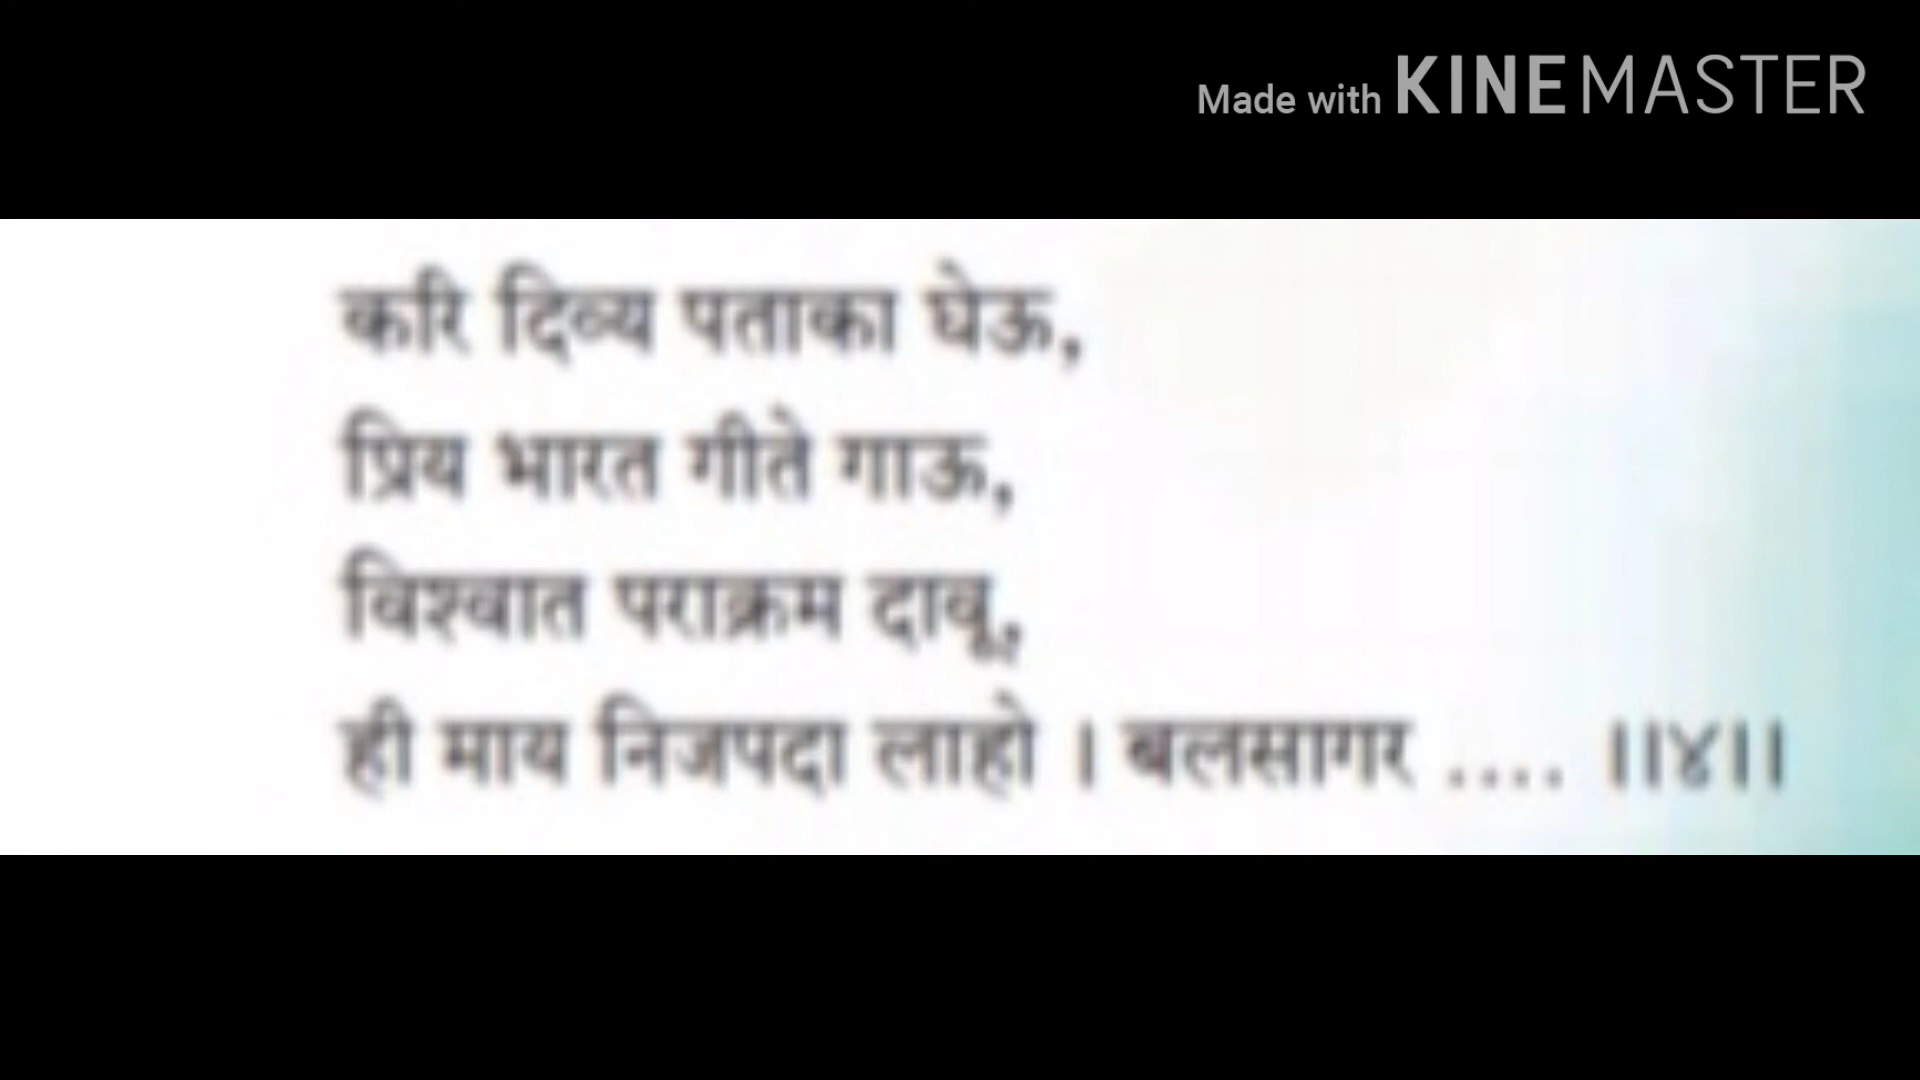 Made with KINEMASTER
करि दिव्य पताका घेऊ,
प्रिय भारत गीते गाऊ,
विश्वात पराक्रम दावू,
ही माय निजपदा लाहो । बलसागर .... ।।४।।